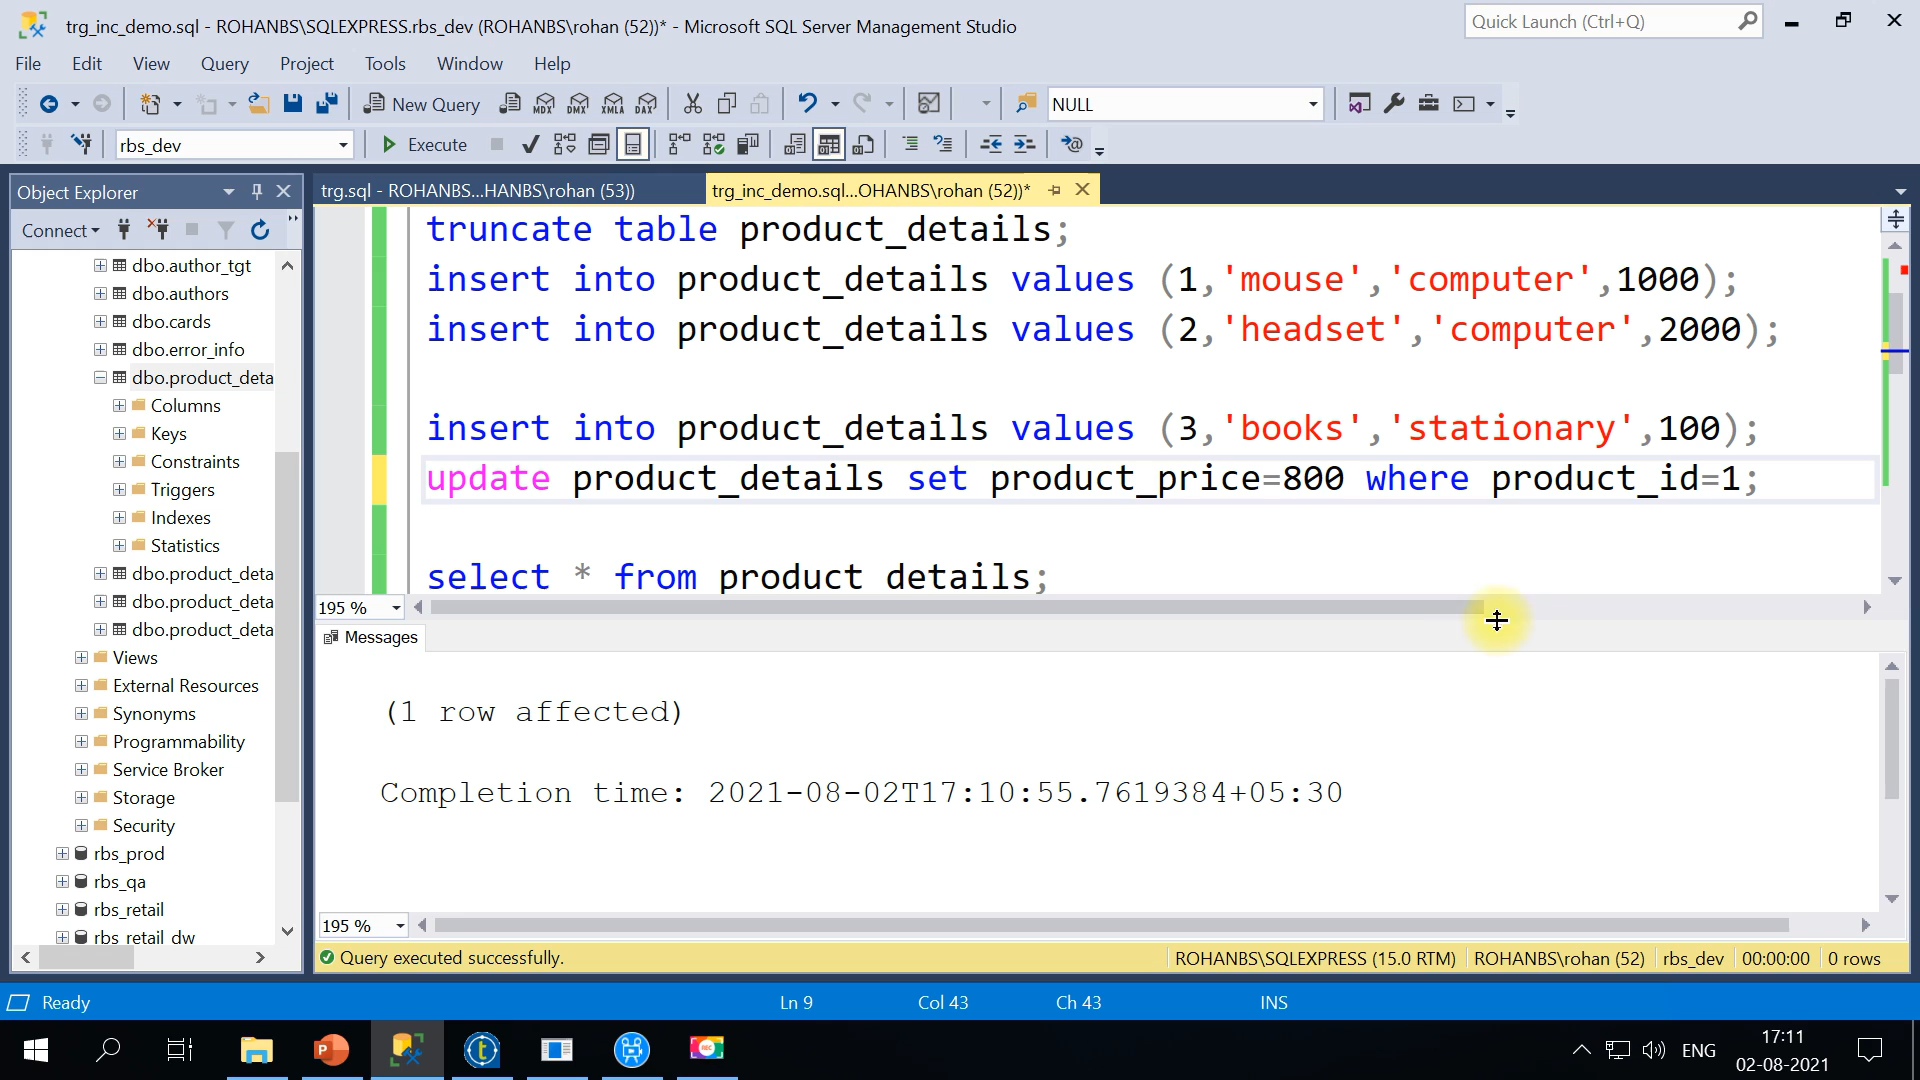 trg_inc_demo.sql - ROHANBS\SQLEXPRESS.rbs_dev (ROHANBS\rohan (52))* - Microsoft SQL Server Management Studio
Quick Launch (Ctrl+Q)
File Edit View Query Project Tools Window Help
New Query MDX DMX XMLA DAX NULL
rbs_dev Execute
Object Explorer
trg.sql - ROHANBS...HANBS\rohan (53))
trg_inc_demo.sql...OHANBS\rohan (52))*
Connect
dbo.author_tgt
dbo.authors
dbo.cards
dbo.error_info
dbo.product_deta
Columns
Keys
Constraints
Triggers
Indexes
Statistics
dbo.product_deta
dbo.product_deta
dbo.product_deta
Views
External Resources
Synonyms
Programmability
Service Broker
Storage
Security
rbs_prod
rbs_qa
rbs_retail
rbs_retail_dw
truncate table product_details;
insert into product_details values (1,'mouse','computer',1000);
insert into product_details values (2,'headset','computer',2000);
insert into product_details values (3,'books','stationary',100);
update product_details set product_price=800 where product_id=1;
select * from product_details;
195 %
Messages
(1 row affected)
Completion time: 2021-08-02T17:10:55.7619384+05:30
195 %
Query executed successfully. ROHANBS\SQLEXPRESS (15.0 RTM) ROHANBS\rohan (52) rbs_dev 00:00:00 0 rows
Ready Ln 9 Col 43 Ch 43 INS
P t REC ENG
17:11
02-08-2021